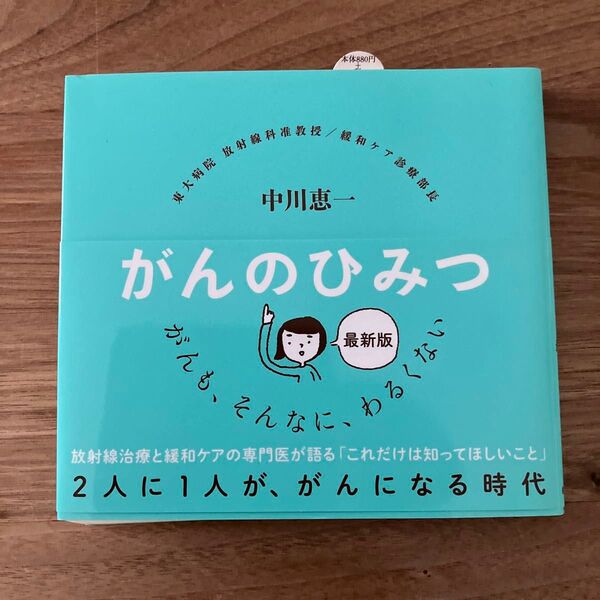 本体880円
東大病院 放射線科准教授/緩和ケア診療部長
中川恵一
がんのひみつ
最新版
がんも、そんなに、わるくない
放射線治療と緩和ケアの専門医が語る「これだけは知ってほしいこと」
2人に1人が、がんになる時代